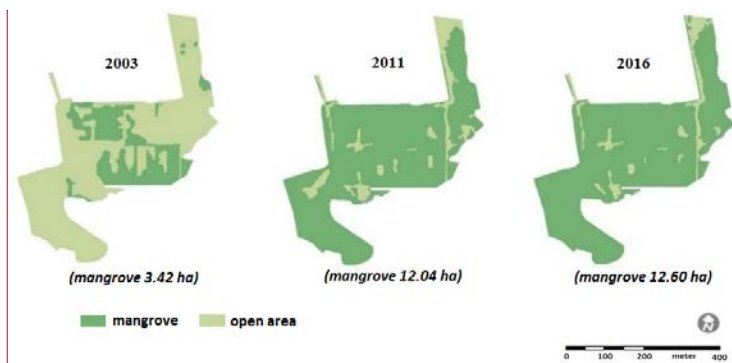 2003
2011
2016
(mangrove 3.42 ha)
(mangrove 12.04 ha)
(mangrove 12.60 ha)
mangrove
open area
0 100 200 meter 400